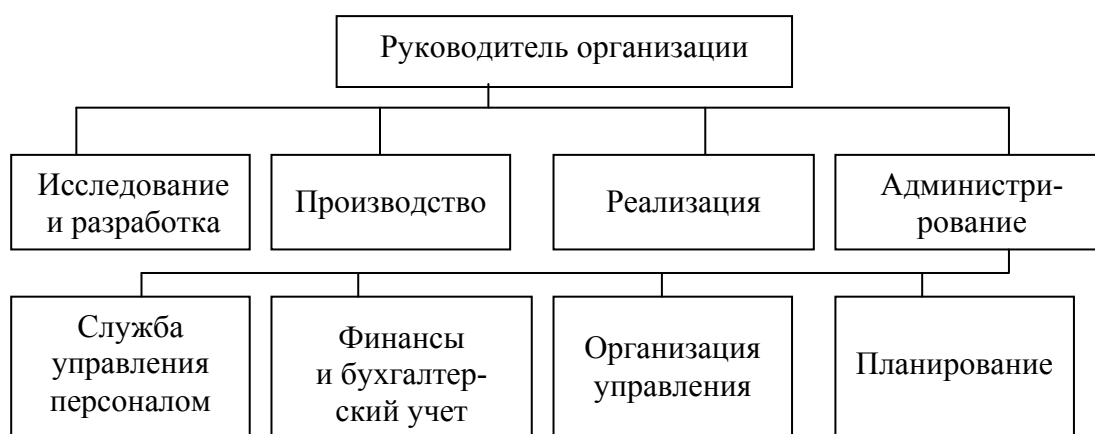 Руководитель организации
Исследование
и разработка
Производство
Реализация
Администри-
рование
Служба
управления
персоналом
Финансы
и бухгалтер-
ский учет
Организация
управления
Планирование